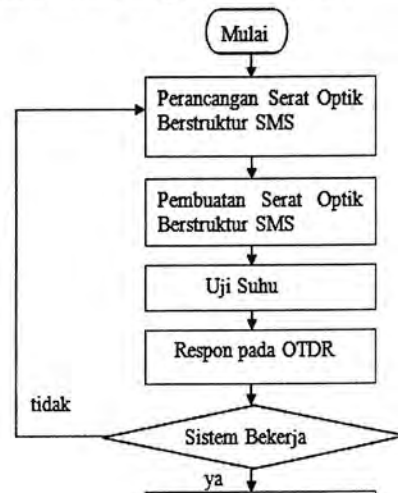 Mulai
Perancangan Serat Optik
Berstruktur SMS
Pembuatan Serat Optik
Berstruktur SMS
Uji Suhu
Respon pada OTDR
tidak
Sistem Bekerja
ya